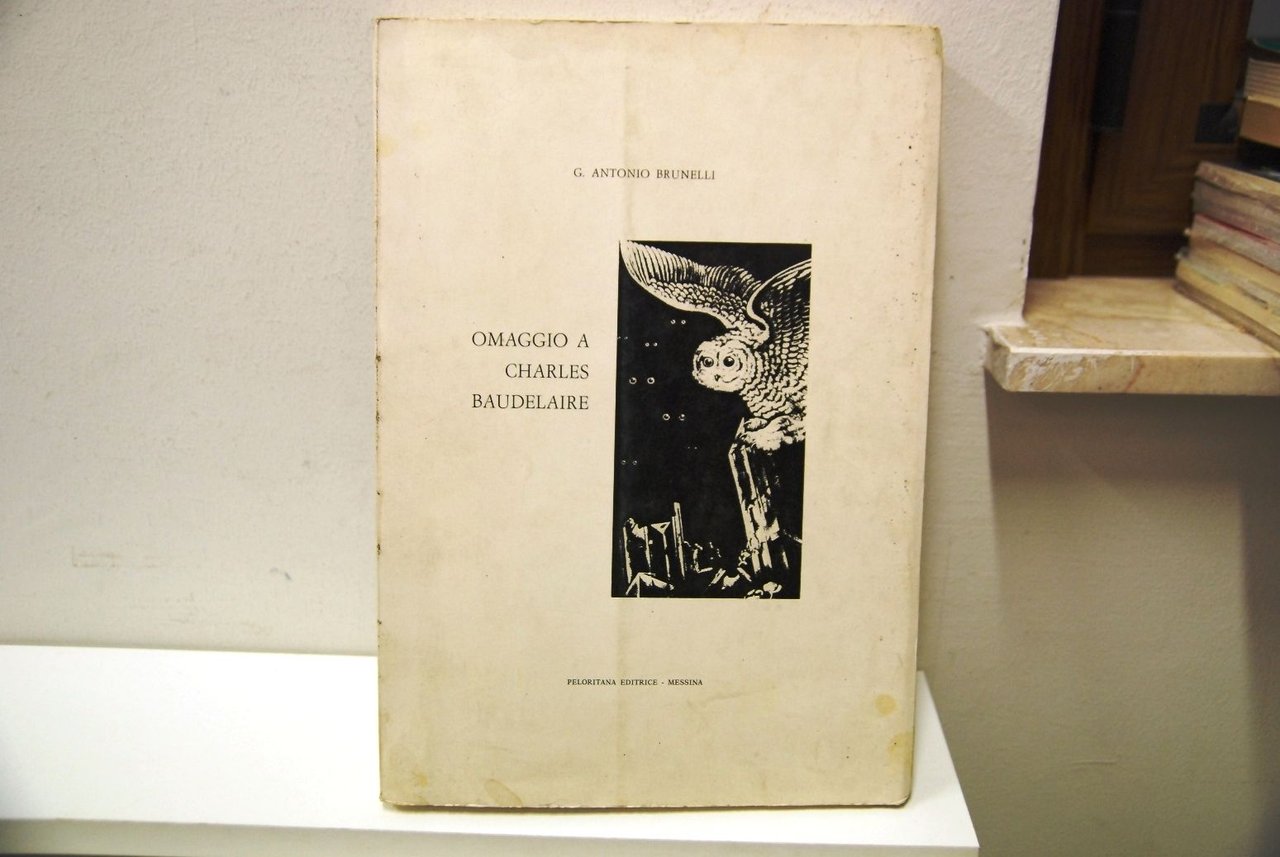 G. ANTONIO BRUNELLI
OMAGGIO A
CHARLES
BAUDELAIRE
PELORITANA EDITRICE - MESSINA